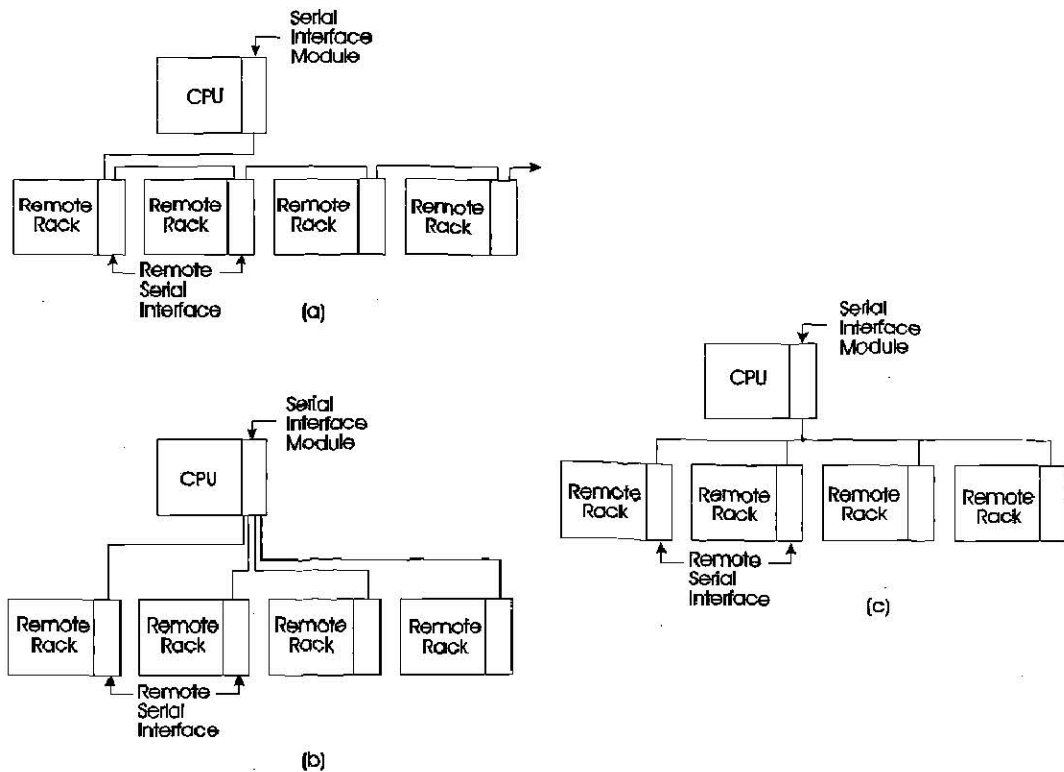 Serial
Interface
Module
CPU
Remote
Rack
Remote
Rack
Remote
Rack
Remote
Rack
Remote
Serial
Interface
(a)
Serial
Interface
Module
CPU
Remote
Rack
Remote
Rack
Remote
Rack
Remote
Rack
Remote
Serial
Interface
(b)
Serial
Interface
Module
CPU
Remote
Rack
Remote
Rack
Remote
Rack
Remote
Rack
Remote
Serial
Interface
(c)